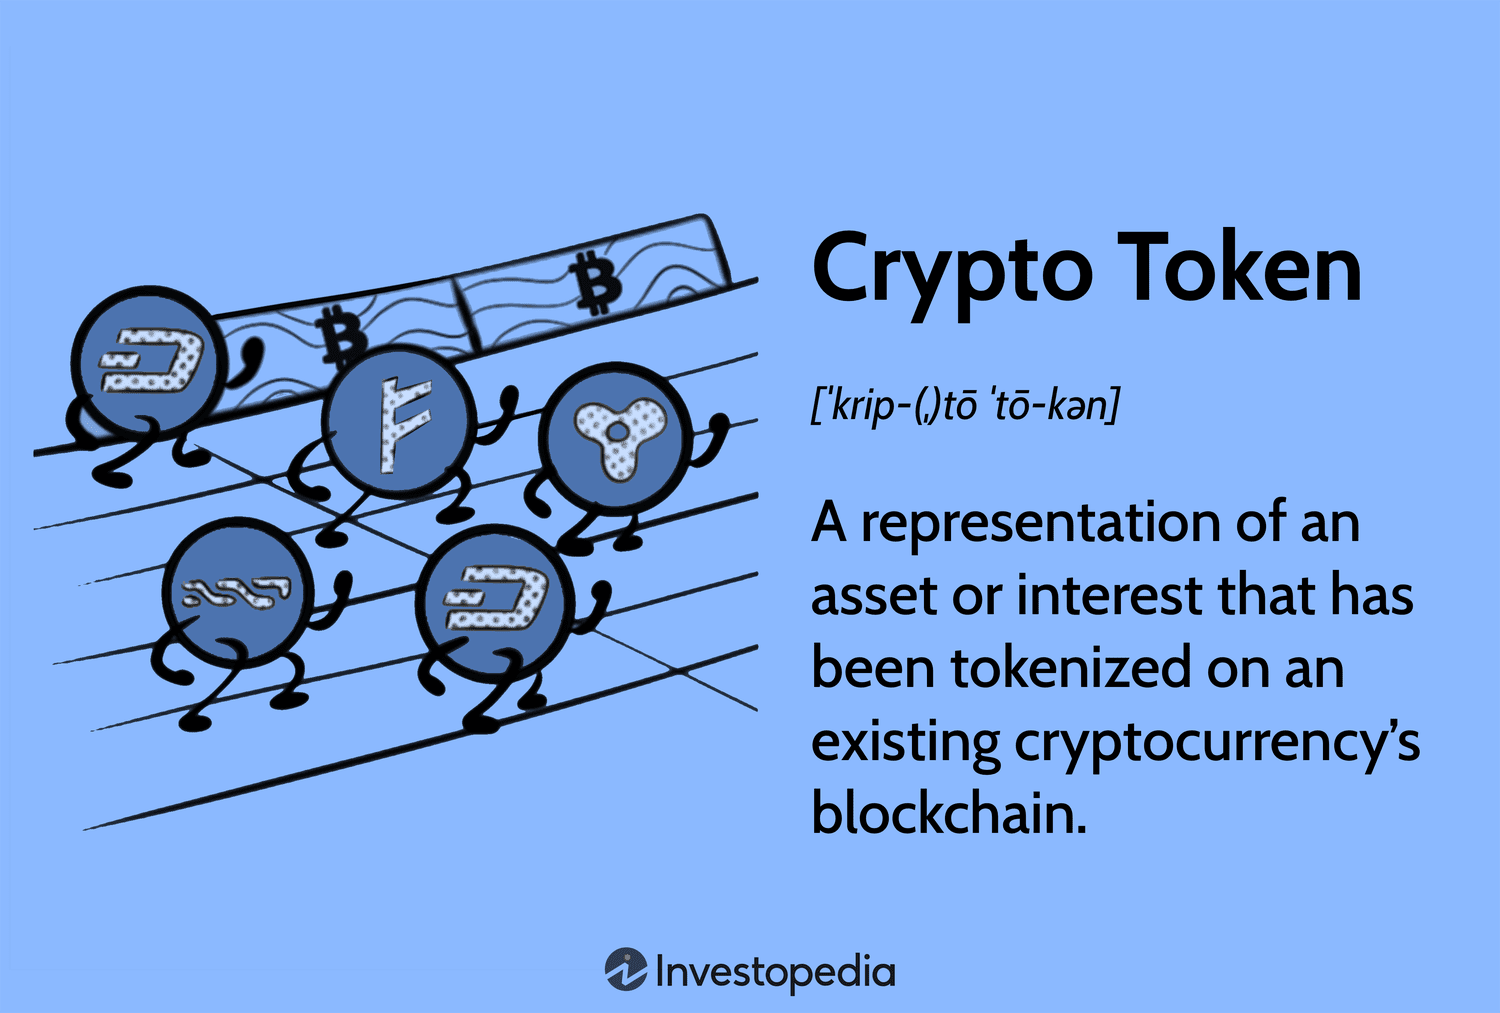 Crypto Token
[ˈkrip-(ˌ)tō ˈtō-kən]
A representation of an
asset or interest that has
been tokenized on an
existing cryptocurrency’s
blockchain.
Investopedia